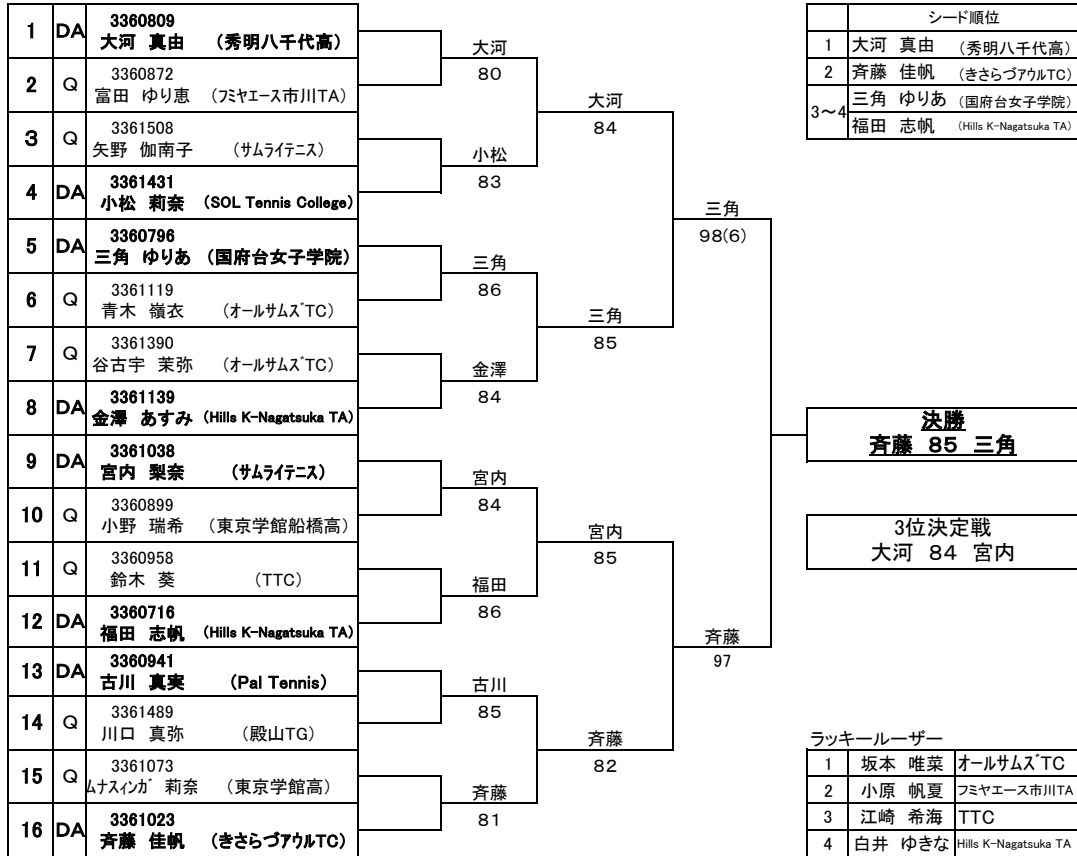 1 DA 3360809
大河 真由 (秀明八千代高)
2 Q 3360872
富田 ゆり恵 (フミヤエース市川TA)
3 Q 3361508
矢野 伽南子 (サムライテニス)
4 DA 3361431
小松 莉奈 (SOL Tennis College)
5 DA 3360796
三角 ゆりあ (国府台女子学院)
6 Q 3361119
青木 嶺衣 (オールサムズTC)
7 Q 3361390
谷古宇 茉弥 (オールサムズTC)
8 DA 3361139
金澤 あすみ (Hills K-Nagatsuka TA)
9 DA 3361038
宮内 梨奈 (サムライテニス)
10 Q 3360899
小野 瑞希 (東京学館船橋高)
11 Q 3360958
鈴木 葵 (TTC)
12 DA 3360716
福田 志帆 (Hills K-Nagatsuka TA)
13 DA 3360941
古川 真実 (Pal Tennis)
14 Q 3361489
川口 真弥 (殿山TG)
15 Q 3361073
ムナスィンガ 莉奈 (東京学館高)
16 DA 3361023
斉藤 佳帆 (きさらづアウルTC)
大河
80
小松
83
三角
86
金澤
84
宮内
84
福田
86
古川
85
斉藤
81
大河
84
三角
85
宮内
85
斉藤
82
三角
98(6)
斉藤
97
シード順位
1 大河 真由 (秀明八千代高)
2 斉藤 佳帆 (きさらづアウルTC)
3~4 三角 ゆりあ (国府台女子学院)
福田 志帆 (Hills K-Nagatsuka TA)
決勝
斉藤 85 三角
3位決定戦
大河 84 宮内
ラッキールーザー
1 坂本 唯菜 オールサムズTC
2 小原 帆夏 フミヤエース市川TA
3 江崎 希海 TTC
4 白井 ゆきな Hills K-Nagatsuka TA